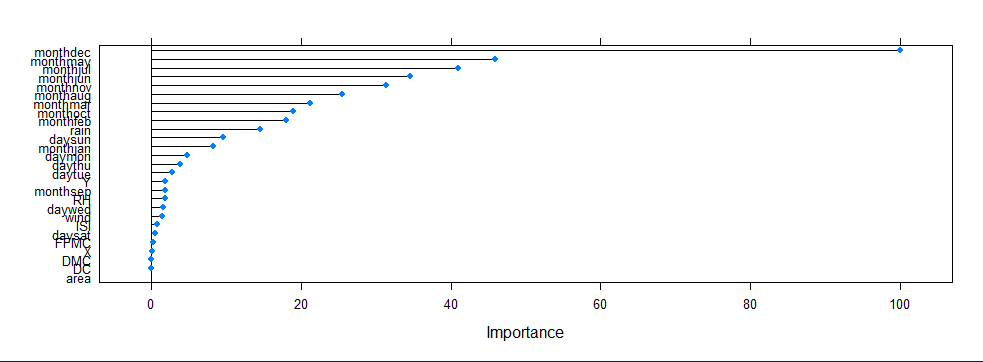 monthdec
monthmay
monthjul
monthjun
monthnov
monthaug
monthmar
monthoct
monthfeb
rain
daysun
monthjan
daymon
daythu
daytue
Y
monthsep
RH
daywed
wind
ISI
daysat
FFMC
X
DMC
DC
area
0 20 40 60 80 100
Importance